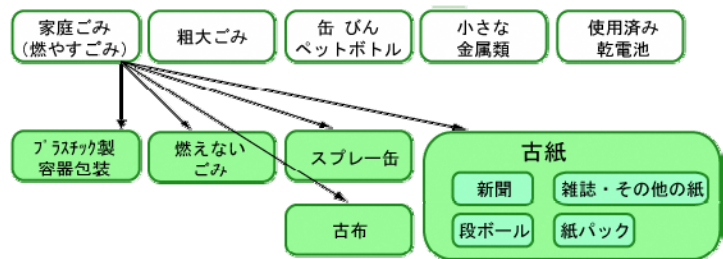 家庭ごみ
(燃やすごみ)
粗大ごみ
缶 びん
ペットボトル
小さな
金属類
使用済み
乾電池
プラスチック製
容器包装
燃えない
ごみ
スプレー缶
古布
古紙
新聞
雑誌・その他の紙
段ボール
紙パック